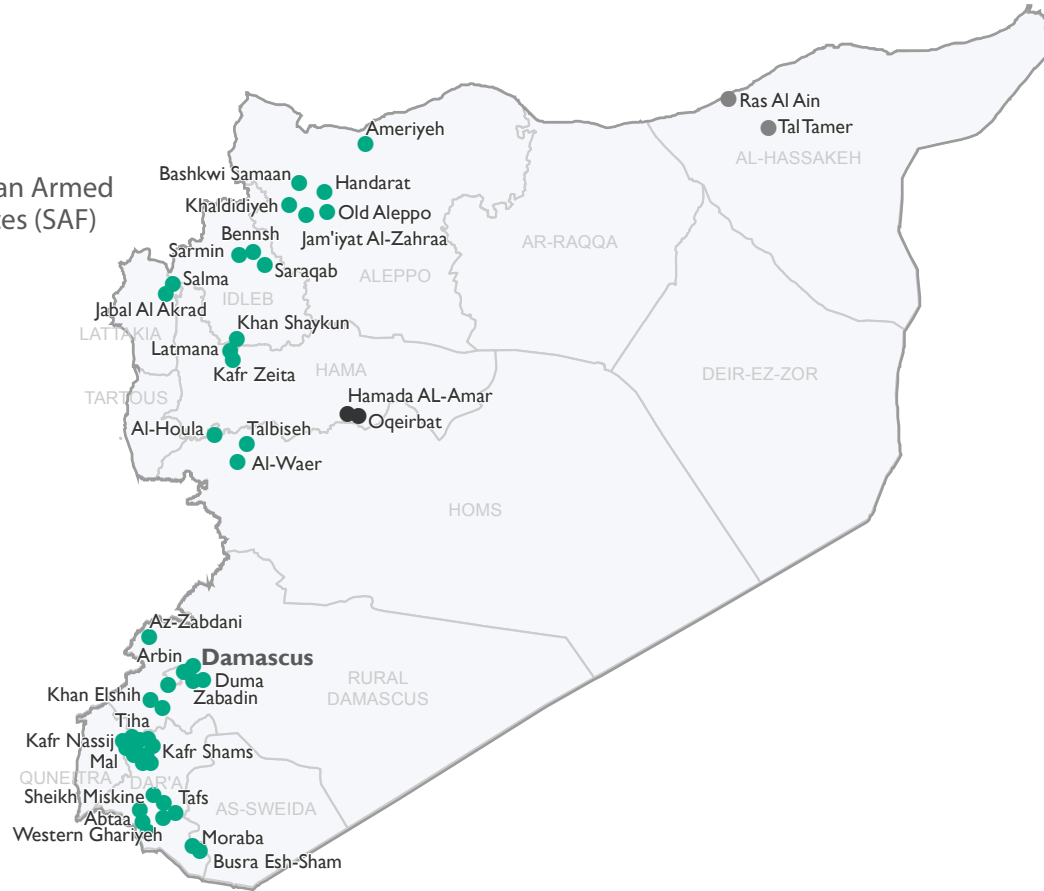 Ras Al Ain
Tal Tamer
AL-HASSAKEH
Ameriyeh
Bashkwi Samaan
Handarat
an Armed
Khaldidiyeh
Old Aleppo
es (SAF)
Bennsh
Jam'iyat Al-Zahraa
AR-RAQQA
Sarmin
Saraqab
ALEPPO
Salma
IDLEB
Jabal Al Akrad
LATTAKIA
Khan Shaykun
Latmana
Kafr Zeita
HAMA
DEIR-EZ-ZOR
TARTOUS
Hamada AL-Amar
Oqeirbat
Al-Houla
Talbiseh
Al-Waer
HOMS
Az-Zabdani
Arbin
Damascus
Duma
RURAL
DAMASCUS
Khan Elshih
Zabadin
Tiha
Kafr Nassij
Kafr Shams
Mal
QUNEITRA
DAR'A
Sheikh Miskine
Tafs
AS-SWEIDA
Abtaa
Western Ghariyeh
Moraba
Busra Esh-Sham